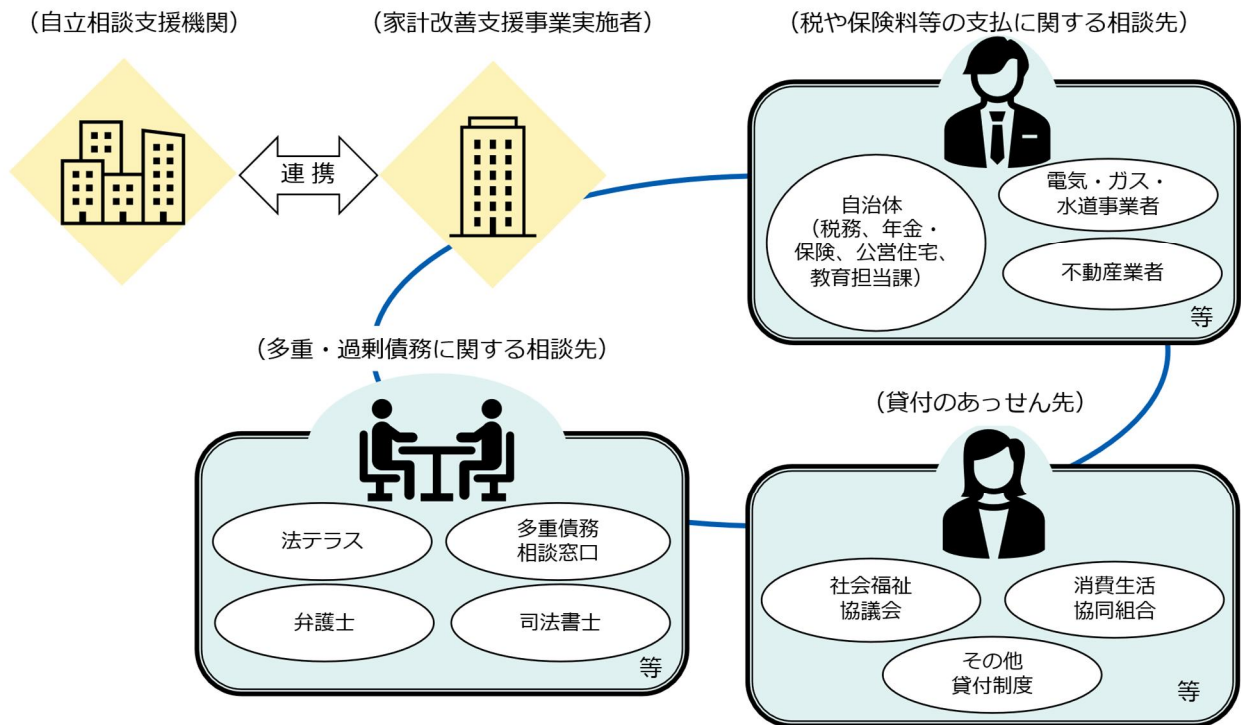 （自立相談支援機関）
（家計改善支援事業実施者）
（税や保険料等の支払に関する相談先）
連携
自治体
（税務、年金・
保険、公営住宅、
教育担当課）
電気・ガス・
水道事業者
不動産業者
等
（多重・過剰債務に関する相談先）
法テラス
多重債務
相談窓口
弁護士
司法書士
等
（貸付のあっせん先）
社会福祉
協議会
消費生活
協同組合
その他
貸付制度
等